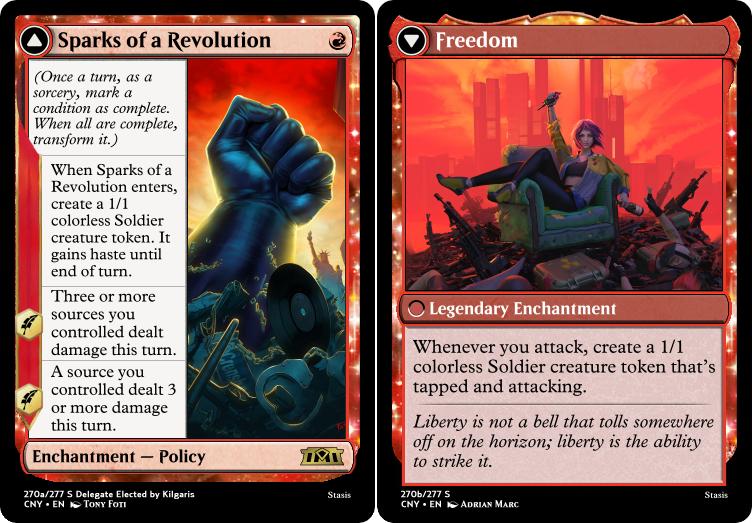 Sparks of a Revolution
(Once a turn, as a
sorcery, mark a
condition as complete.
When all are complete,
transform it.)
When Sparks of a
Revolution enters,
create a 1/1
colorless Soldier
creature token. It
gains haste until
end of turn.
Three or more
sources you
controlled dealt
damage this turn.
A source you
controlled dealt 3
or more damage
this turn.
Enchantment — Policy
270a/277 S Delegate Elected by Kilgaris
Stasis
CNY • EN Tony Foti
Freedom
Legendary Enchantment
Whenever you attack, create a 1/1
colorless Soldier creature token that's
tapped and attacking.
Liberty is not a bell that tolls somewhere
off on the horizon; liberty is the ability
to strike it.
270b/277 S
Stasis
CNY • EN Adrian Marc